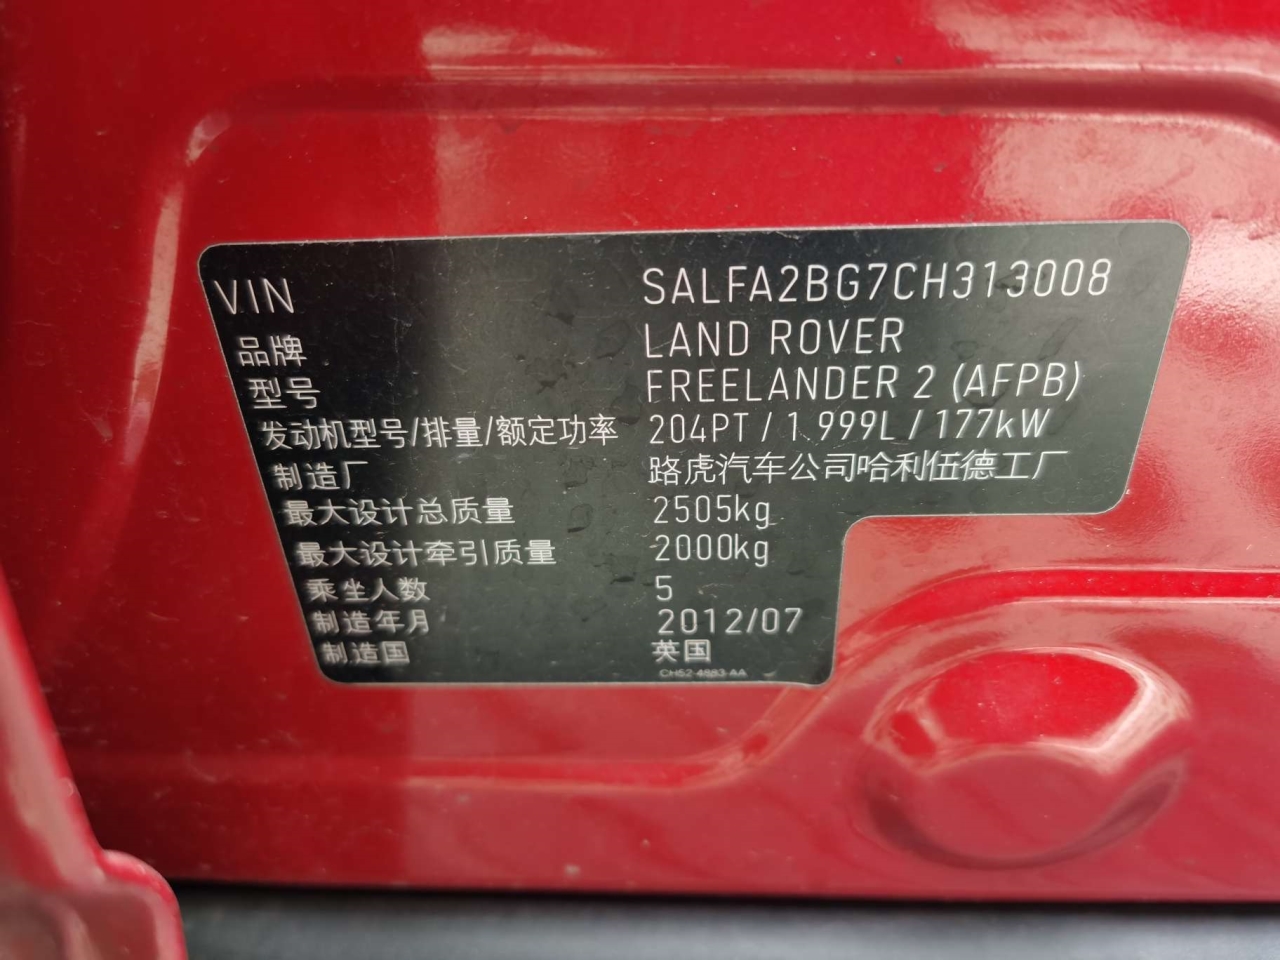 VIN SALFA2BG7CH313008
品牌 LAND ROVER
型号 FREELANDER 2 (AFPB)
发动机型号/排量/额定功率 204PT / 1.999L / 177kW
制造厂 路虎汽车公司哈利伍德工厂
最大设计总质量 2505kg
最大设计牵引质量 2000kg
乘坐人数 5
制造年月 2012/07
制造国 英国
CH52-4883-AA